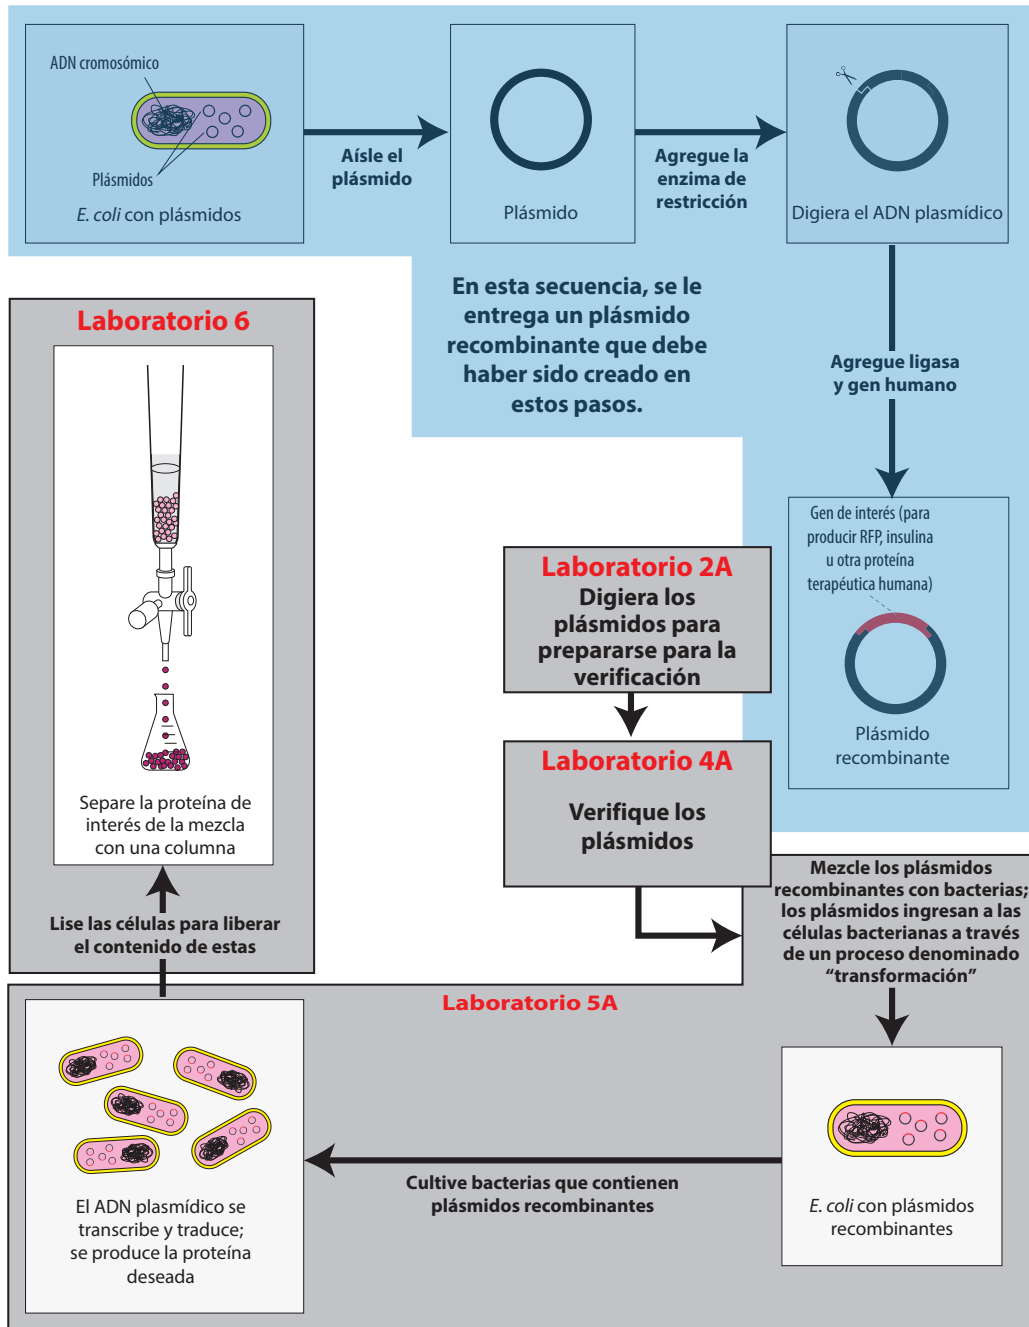 ADN cromosómico
Plásmidos
E. coli con plásmidos
Aísle el
plásmido
Plásmido
Agregue la
enzima de
restricción
Digiera el ADN plasmídico
En esta secuencia, se le
entrega un plásmido
recombinante que debe
haber sido creado en
estos pasos.
Agregue ligasa
y gen humano
Gen de interés (para
producir RFP, insulina
u otra proteína
terapéutica humana)
Plásmido
recombinante
Laboratorio 2A
Digiera los
plásmidos para
prepararse para la
verificación
Laboratorio 4A
Verifique los
plásmidos
Mezcle los plásmidos
recombinantes con bacterias;
los plásmidos ingresan a las
células bacterianas a través
de un proceso denominado
“transformación”
Laboratorio 5A
E. coli con plásmidos
recombinantes
Cultive bacterias que contienen
plásmidos recombinantes
El ADN plasmídico se
transcribe y traduce;
se produce la proteína
deseada
Lise las células para liberar
el contenido de estas
Laboratorio 6
Separe la proteína de
interés de la mezcla
con una columna